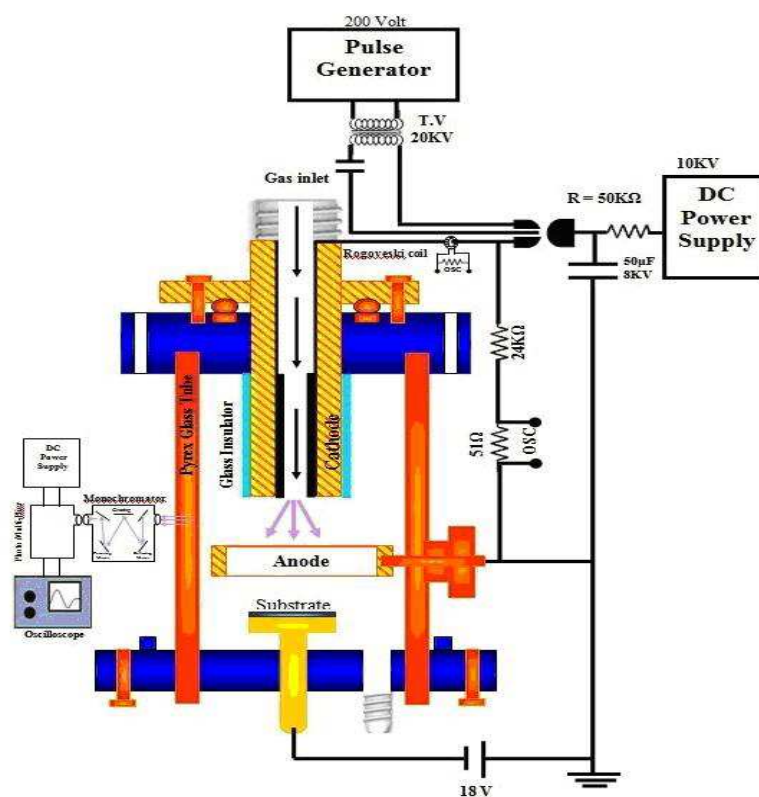 200 Volt
Pulse
Generator
T.V
20KV
Gas inlet
10KV
R = 50KΩ
DC
Power
Supply
Rogoveski coil
OSC
50µF
8KV
24KΩ
Pyrex Glass Tube
Glass Insulator
Cathode
51Ω
OSC
DC
Power
Supply
Monochromator
Grating
Anode
Substrate
Oscilloscope
18 V